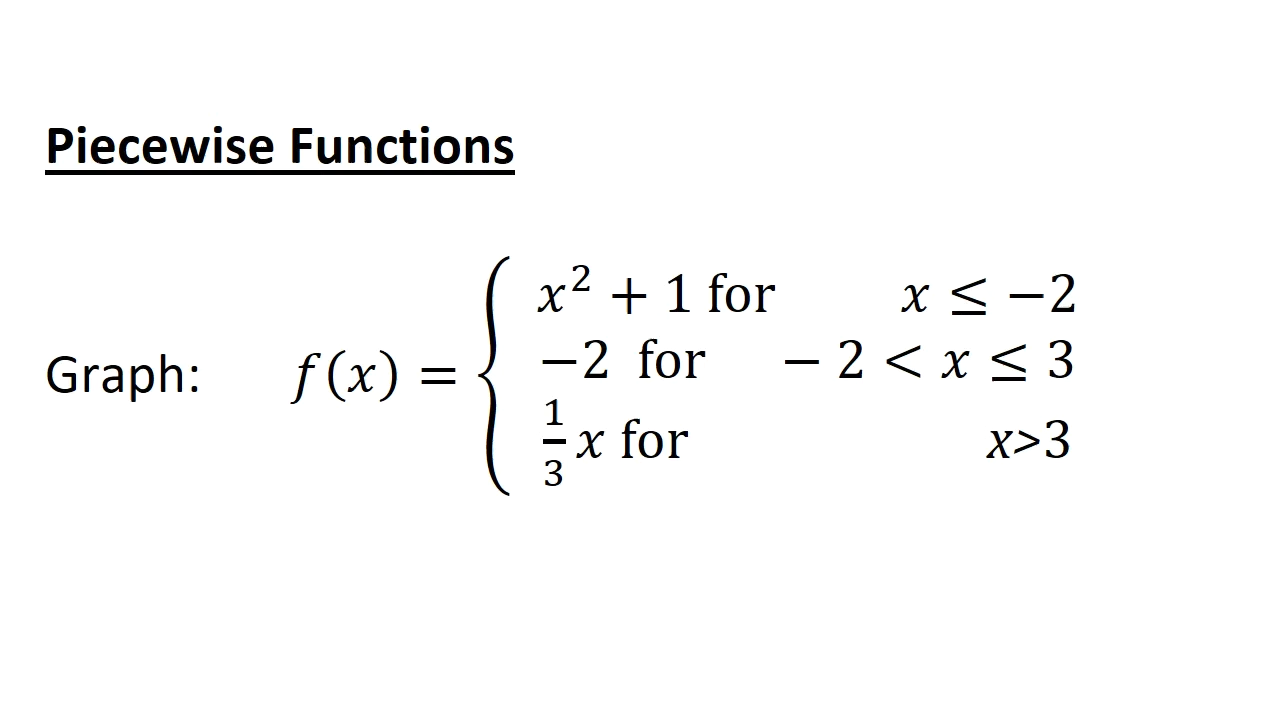 Piecewise Functions
x² + 1 for x ≤ −2
Graph: f(x) = { −2 for − 2 < x ≤ 3
1/3 x for x>3